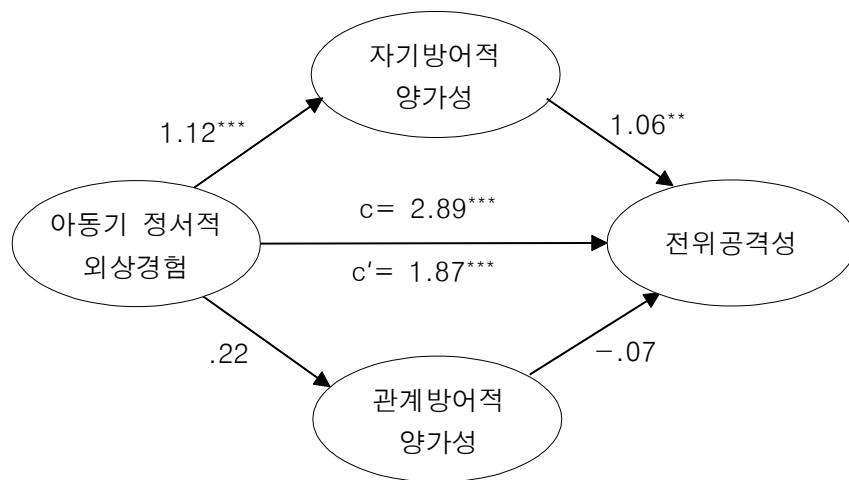 자기방어적
양가성
1.12***
1.06**
아동기 정서적
외상경험
c= 2.89***
c′= 1.87***
전위공격성
.22
−.07
관계방어적
양가성